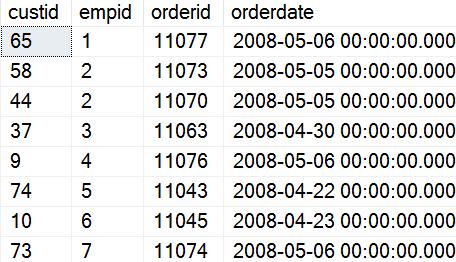 custid empid orderid orderdate
65 1 11077 2008-05-06 00:00:00.000
58 2 11073 2008-05-05 00:00:00.000
44 2 11070 2008-05-05 00:00:00.000
37 3 11063 2008-04-30 00:00:00.000
9 4 11076 2008-05-06 00:00:00.000
74 5 11043 2008-04-22 00:00:00.000
10 6 11045 2008-04-23 00:00:00.000
73 7 11074 2008-05-06 00:00:00.000